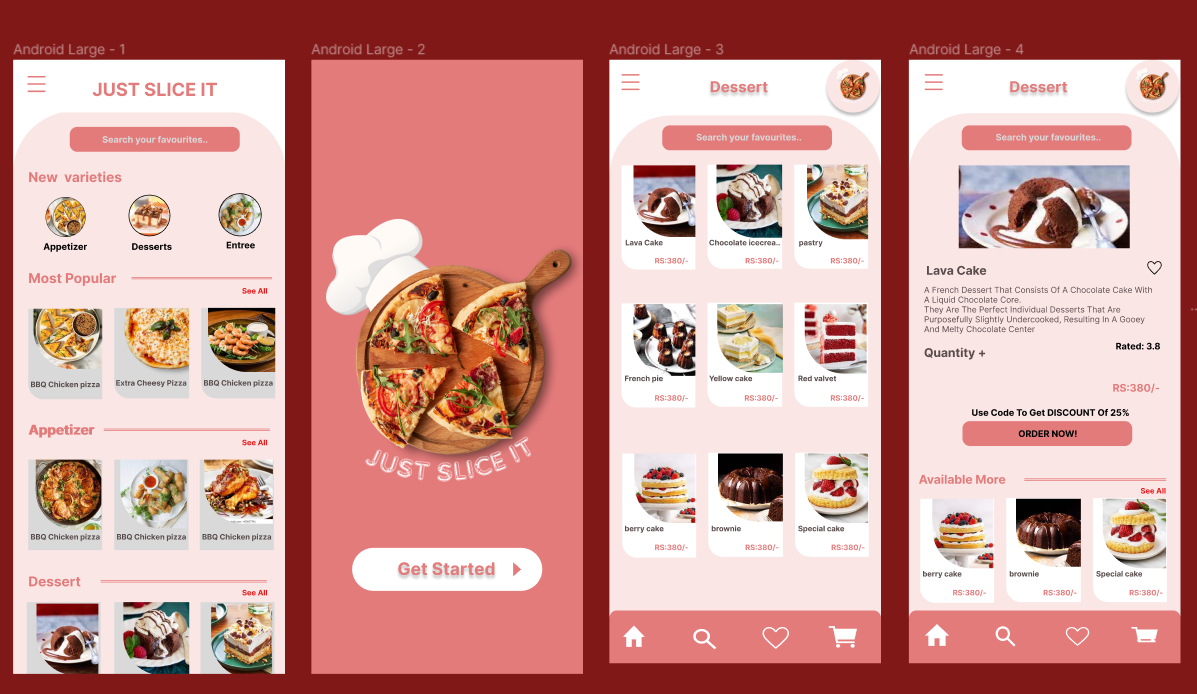 Android Large - 1
JUST SLICE IT
Search your favourites..
New varieties
Appetizer
Desserts
Entree
Most Popular
See All
BBQ Chicken pizza
Extra Cheesy Pizza
BBQ Chicken pizza
Appetizer
See All
BBQ Chicken pizza
BBQ Chicken pizza
BBQ Chicken pizza
Dessert
See All
Android Large - 2
JUST SLICE IT
Get Started
Android Large - 3
Dessert
Search your favourites..
Lava Cake
RS:380/-
Chocolate icecrea..
RS:380/-
pastry
RS:380/-
French pie
RS:380/-
Yellow cake
RS:380/-
Red valvet
RS:380/-
berry cake
RS:380/-
brownie
RS:380/-
Special cake
RS:380/-
Android Large - 4
Dessert
Search your favourites..
Lava Cake
A French Dessert That Consists Of A Chocolate Cake With
A Liquid Chocolate Core.
They Are The Perfect Individual Desserts That Are
Purposefully Slightly Undercooked, Resulting In A Gooey
And Melty Chocolate Center
Rated: 3.8
Quantity +
RS:380/-
Use Code To Get DISCOUNT Of 25%
ORDER NOW!
Available More
See All
berry cake
RS:380/-
brownie
RS:380/-
Special cake
RS:380/-